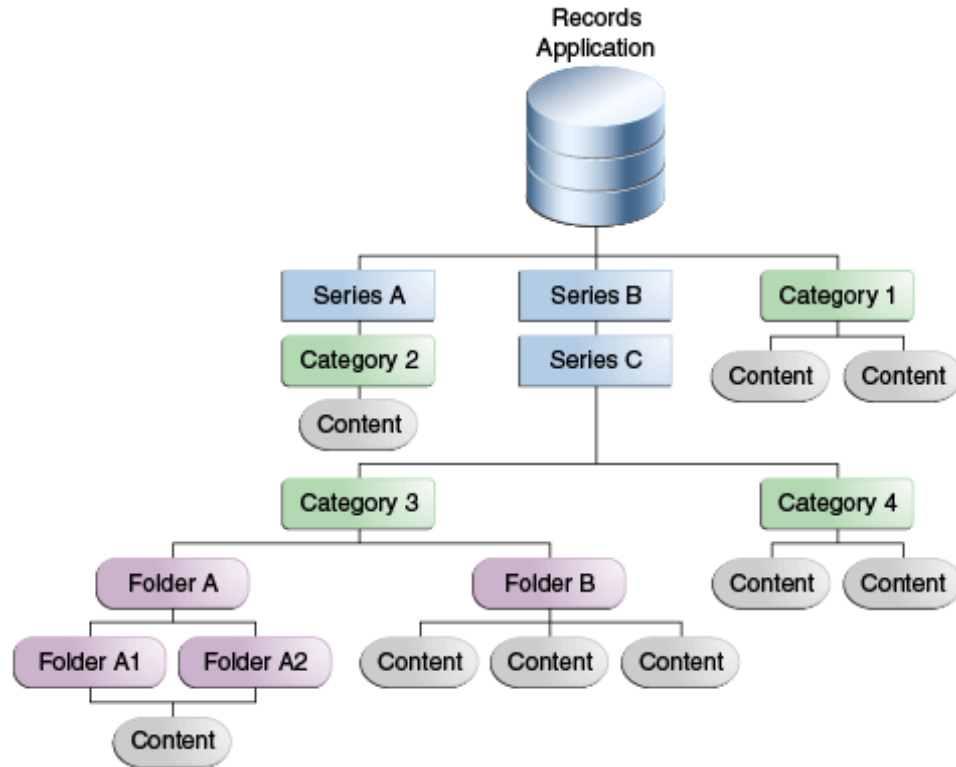 Records
Application
Series A
Series B
Category 1
Category 2
Series C
Content
Content
Content
Category 3
Category 4
Folder A
Folder B
Content
Content
Folder A1
Folder A2
Content
Content
Content
Content